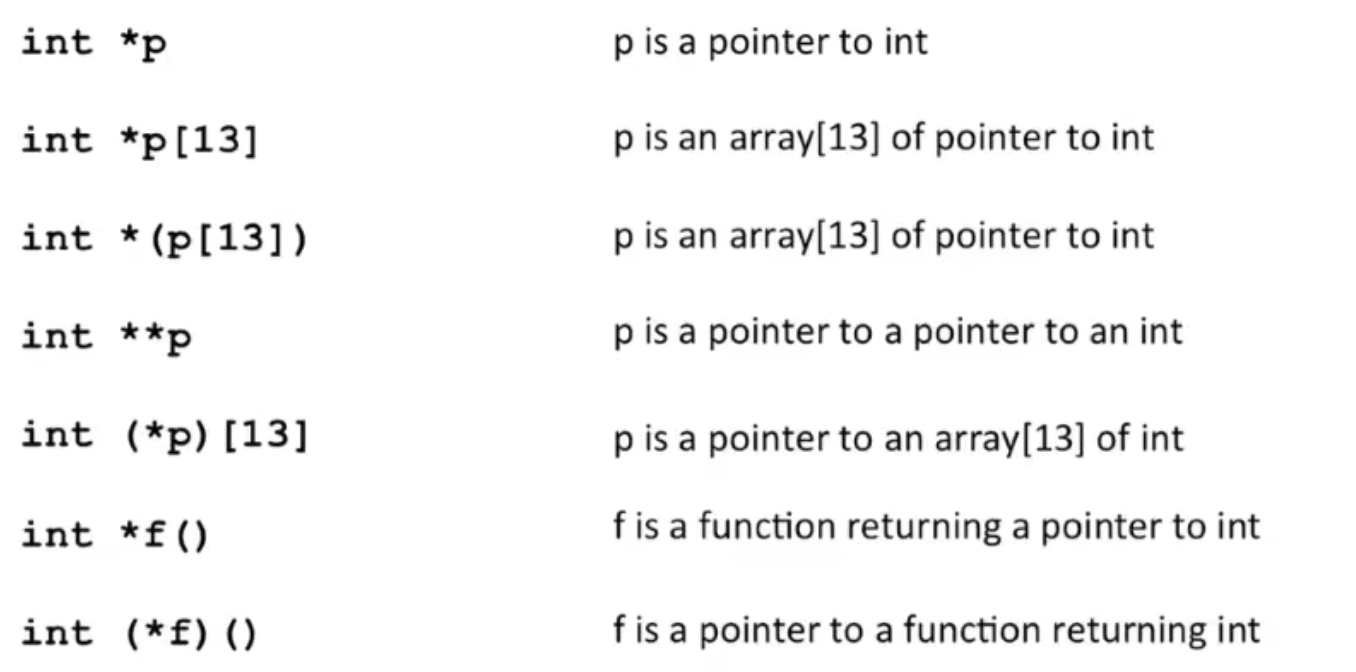 int *p p is a pointer to int
int *p[13] p is an array[13] of pointer to int
int *(p[13]) p is an array[13] of pointer to int
int **p p is a pointer to a pointer to an int
int (*p)[13] p is a pointer to an array[13] of int
int *f() f is a function returning a pointer to int
int (*f)() f is a pointer to a function returning int